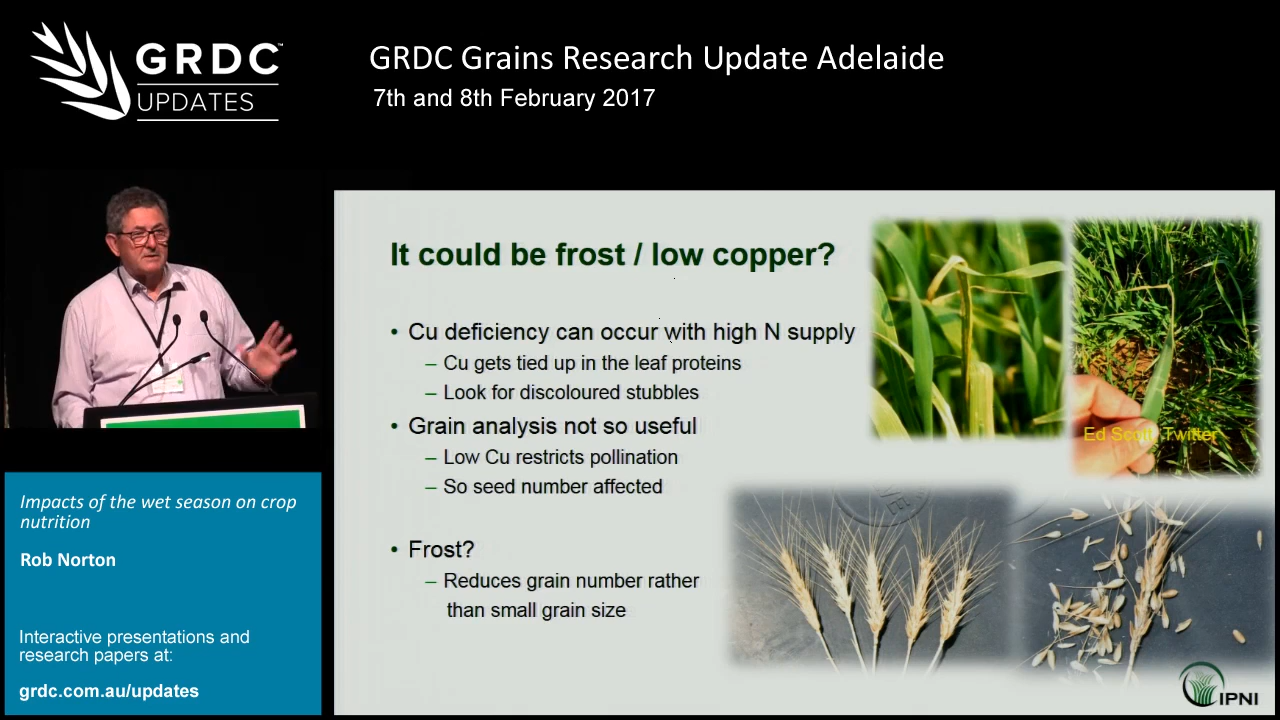 GRDC™
UPDATES
GRDC Grains Research Update Adelaide
7th and 8th February 2017
It could be frost / low copper?
• Cu deficiency can occur with high N supply
– Cu gets tied up in the leaf proteins
– Look for discoloured stubbles
• Grain analysis not so useful
– Low Cu restricts pollination
– So seed number affected
• Frost?
– Reduces grain number rather
than small grain size
Ed Scott, Twitter
IPNI
Impacts of the wet season on crop
nutrition
Rob Norton
Interactive presentations and
research papers at:
grdc.com.au/updates